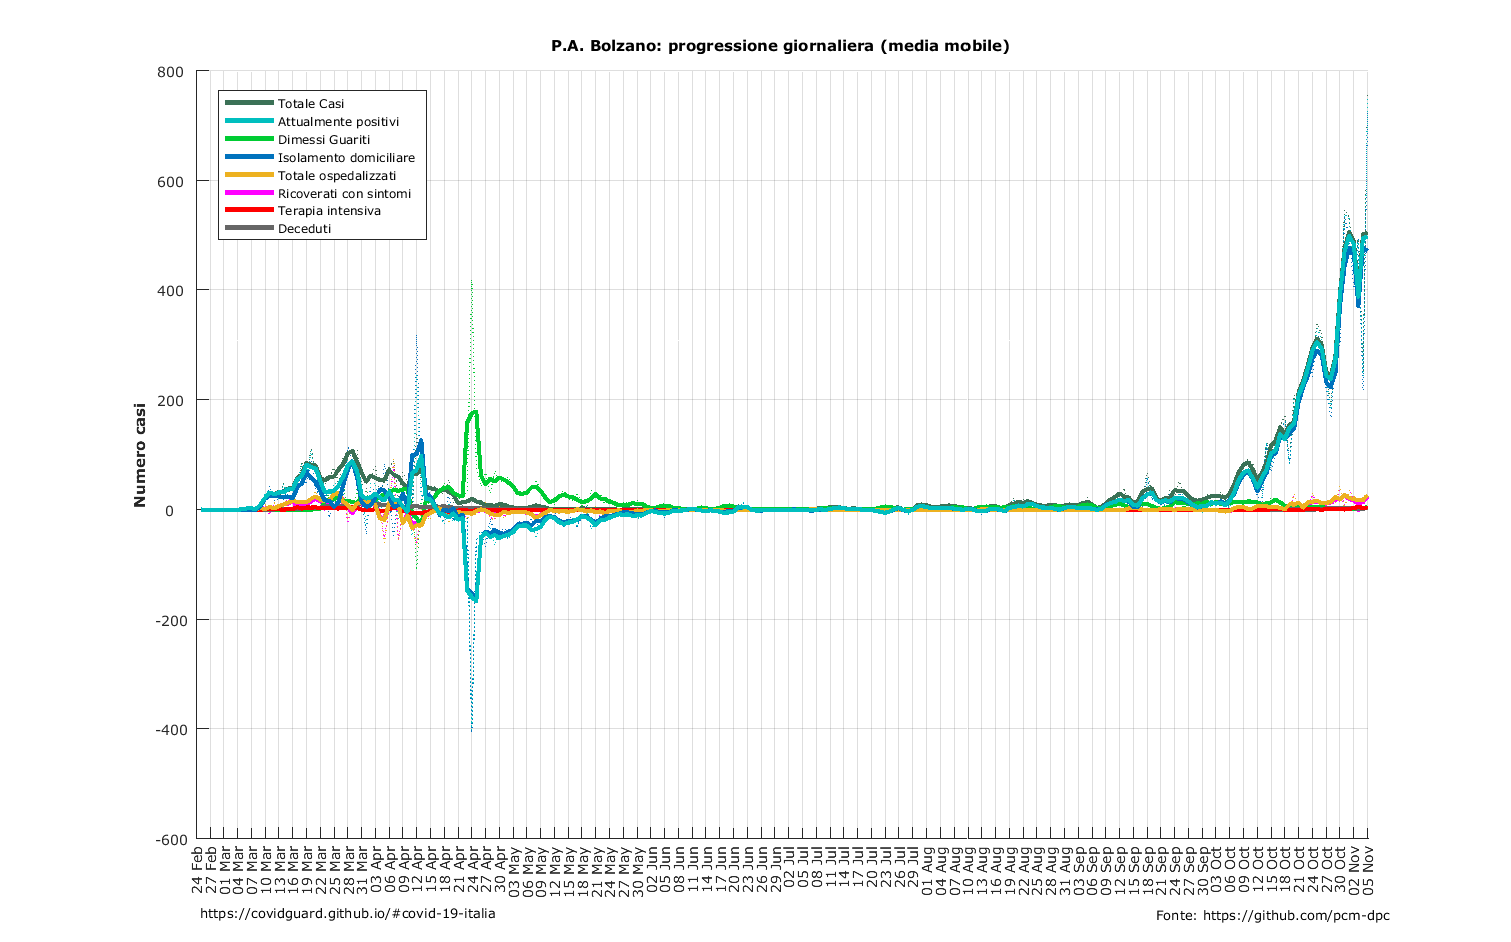 P.A. Bolzano: progressione giornaliera (media mobile)
800
600
400
200
0
-200
-400
-600
Numero casi
Totale Casi
Attualmente positivi
Dimessi Guariti
Isolamento domiciliare
Totale ospedalizzati
Ricoverati con sintomi
Terapia intensiva
Deceduti
24 Feb
27 Feb
01 Mar
04 Mar
07 Mar
10 Mar
13 Mar
16 Mar
19 Mar
22 Mar
25 Mar
28 Mar
31 Mar
03 Apr
06 Apr
09 Apr
12 Apr
15 Apr
18 Apr
21 Apr
24 Apr
27 Apr
30 Apr
03 May
06 May
09 May
12 May
15 May
18 May
21 May
24 May
27 May
30 May
02 Jun
05 Jun
08 Jun
11 Jun
14 Jun
17 Jun
20 Jun
23 Jun
26 Jun
29 Jun
02 Jul
05 Jul
08 Jul
11 Jul
14 Jul
17 Jul
20 Jul
23 Jul
26 Jul
29 Jul
01 Aug
04 Aug
07 Aug
10 Aug
13 Aug
16 Aug
19 Aug
22 Aug
25 Aug
28 Aug
31 Aug
03 Sep
06 Sep
09 Sep
12 Sep
15 Sep
18 Sep
21 Sep
24 Sep
27 Sep
30 Sep
03 Oct
06 Oct
09 Oct
12 Oct
15 Oct
18 Oct
21 Oct
24 Oct
27 Oct
30 Oct
02 Nov
05 Nov
https://covidguard.github.io/#covid-19-italia
Fonte: https://github.com/pcm-dpc